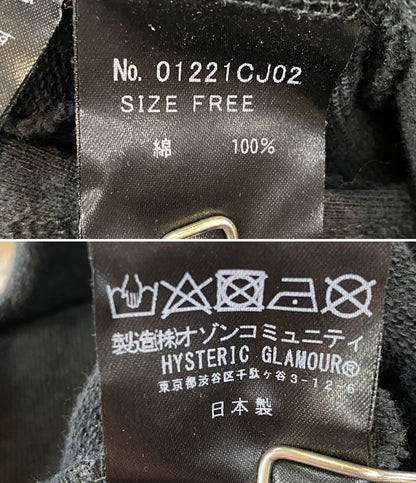 No. 01221CJ02
SIZE FREE
綿 100%
製造(株)オゾンコミュニティ
HYSTERIC GLAMOUR®
東京都渋谷区千駄ヶ谷3-12-6
日本製